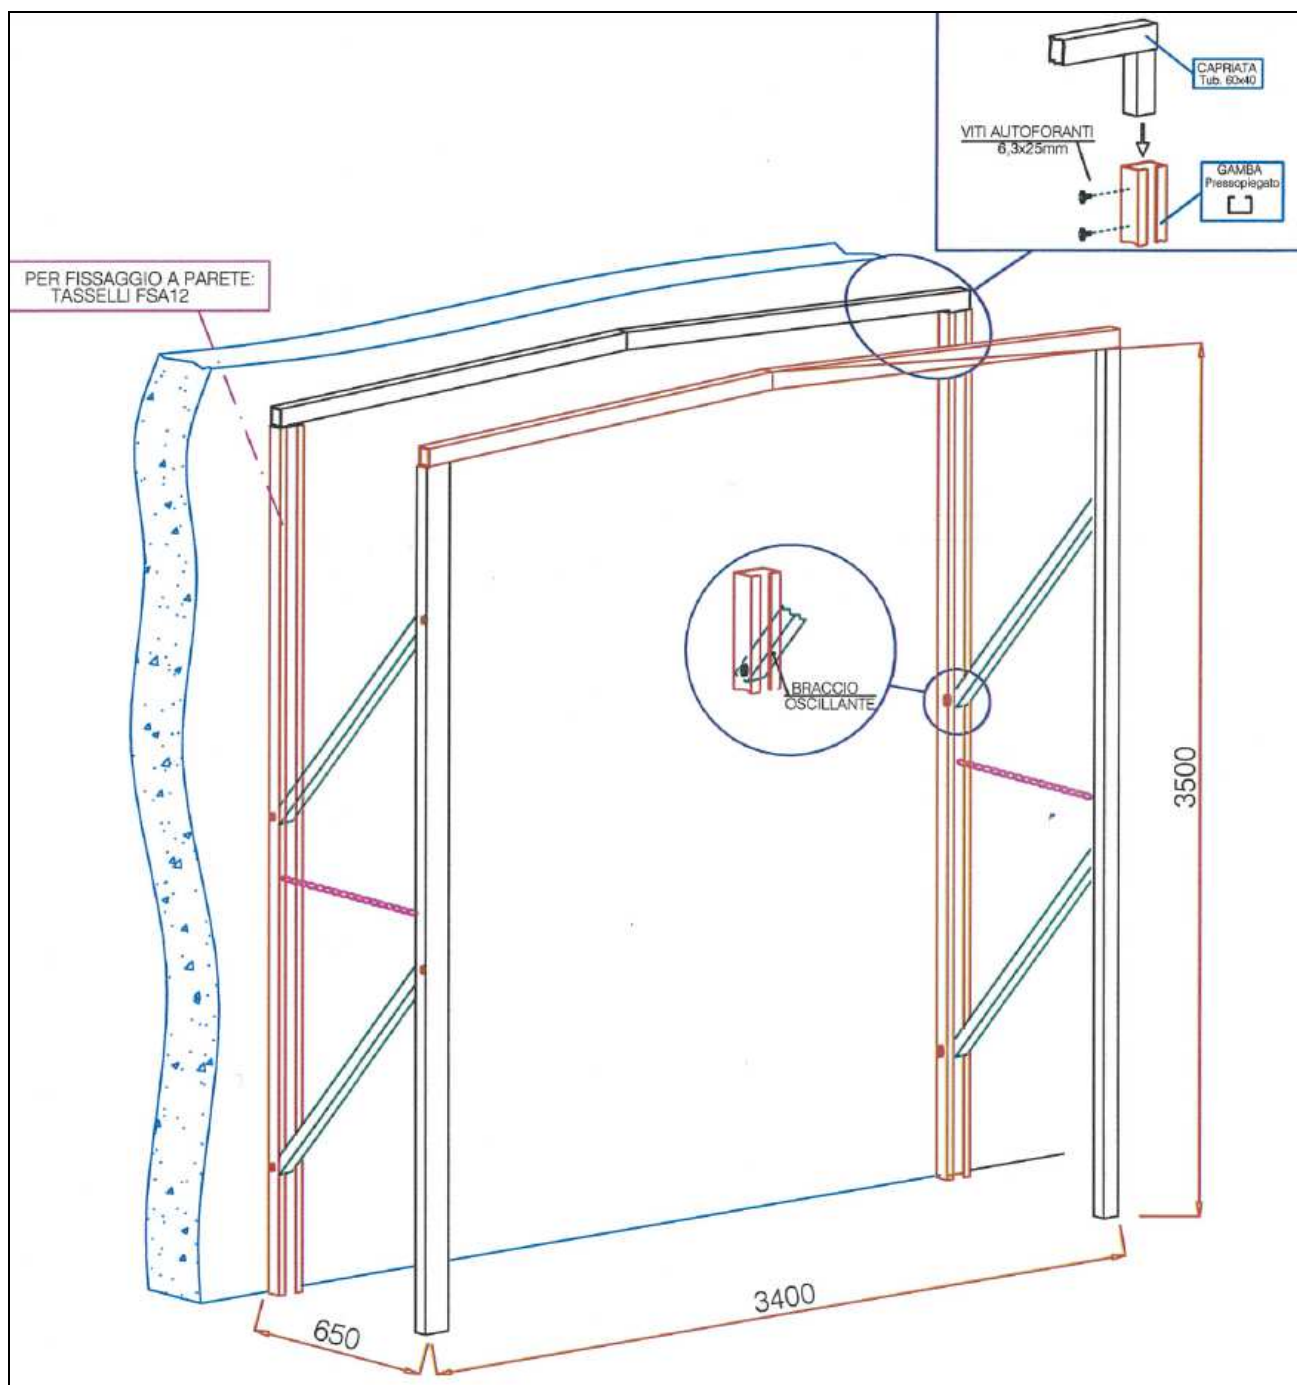 CAPRIATA
Tub. 60x40
VITI AUTOFORANTI
6,3x25mm
GAMBA
Pressopiegato
PER FISSAGGIO A PARETE:
TASSELLI FSA12
BRACCIO
OSCILLANTE
3500
3400
650